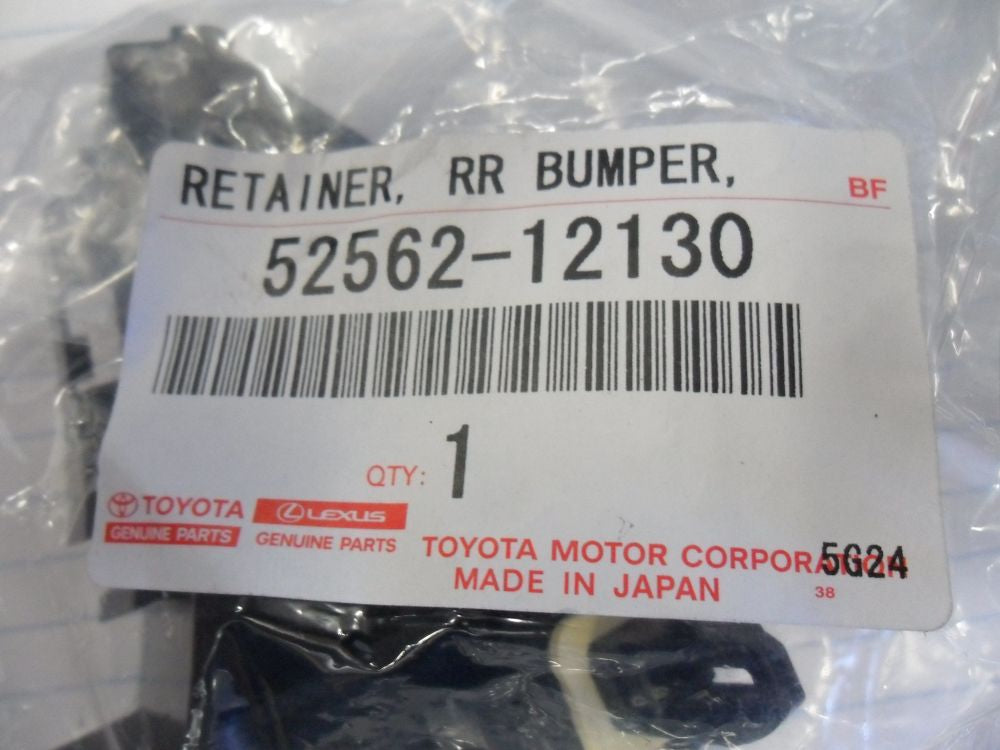 RETAINER, RR BUMPER,
BF
52562-12130
QTY: 1
TOYOTA
GENUINE PARTS
LEXUS
GENUINE PARTS
TOYOTA MOTOR CORPORATION
5G24
MADE IN JAPAN
38